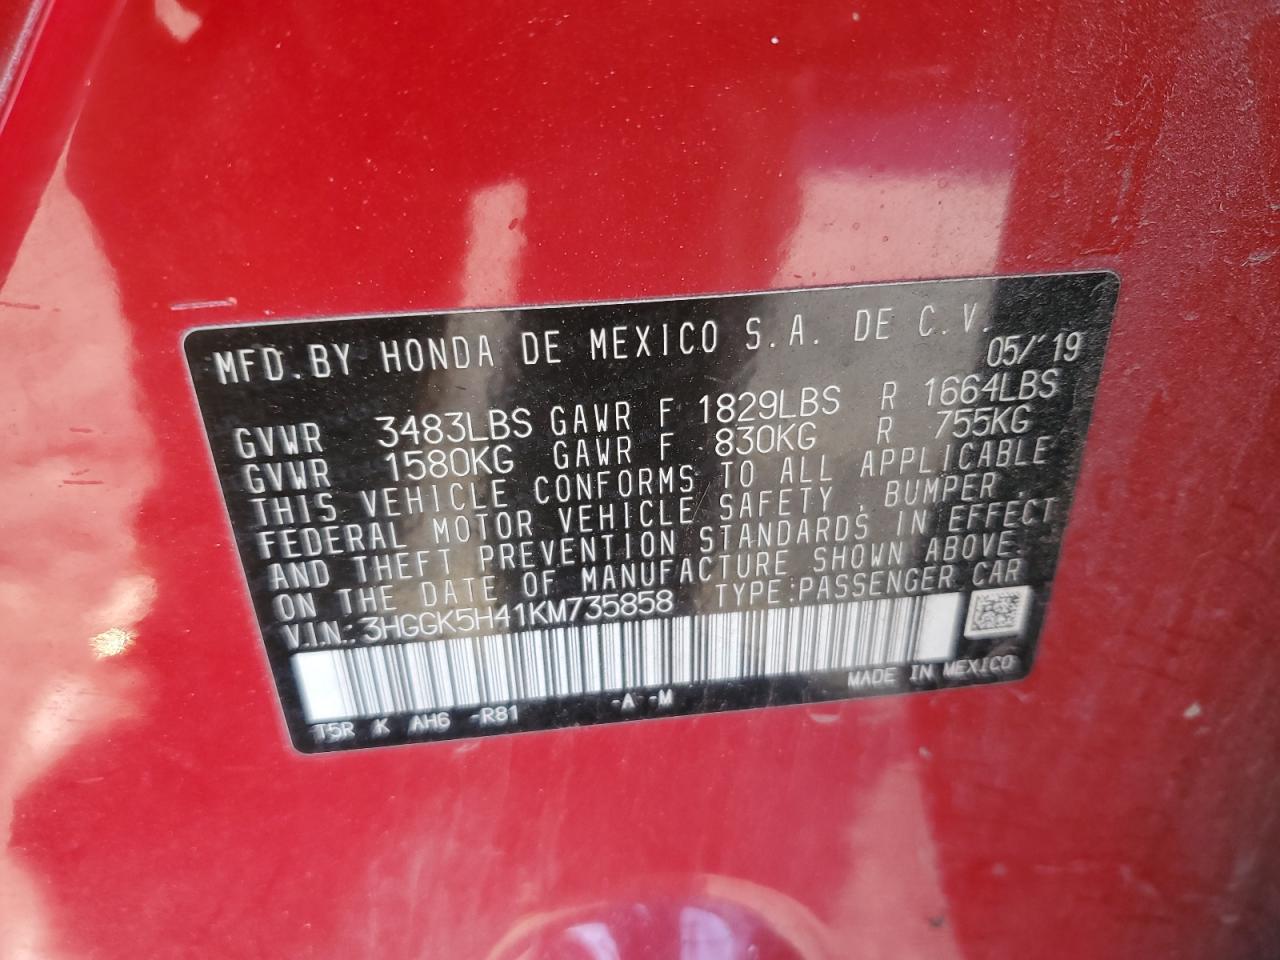 MFD.BY HONDA DE MEXICO S.A. DE C.V.
05/'19
GVWR 3483LBS GAWR F 1829LBS R 1664LBS
GVWR 1580KG GAWR F 830KG R 755KG
THIS VEHICLE CONFORMS TO ALL APPLICABLE
FEDERAL MOTOR VEHICLE SAFETY, BUMPER,
AND THEFT PREVENTION STANDARDS IN EFFECT
ON THE DATE OF MANUFACTURE SHOWN ABOVE.
V.I.N. 3HGGK5H41KM735858 TYPE:PASSENGER CAR
MADE IN MEXICO
T5R K AH6 -R81 -A --M